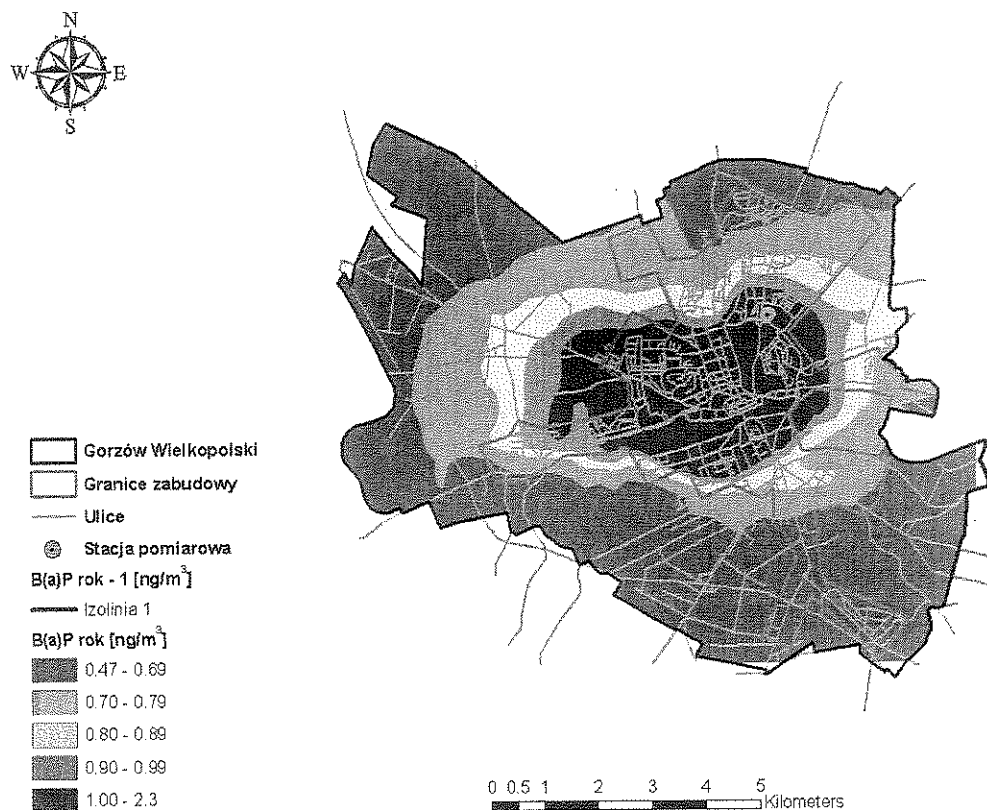 N
W E
S
Gorzów Wielkopolski
Granice zabudowy
Ulice
Stacja pomiarowa
B(a)P rok - 1 [ng/m³]
Izolinia 1
B(a)P rok [ng/m³]
0.47 - 0.69
0.70 - 0.79
0.80 - 0.89
0.90 - 0.99
1.00 - 2.3
0 0.5 1 2 3 4 5
Kilometers